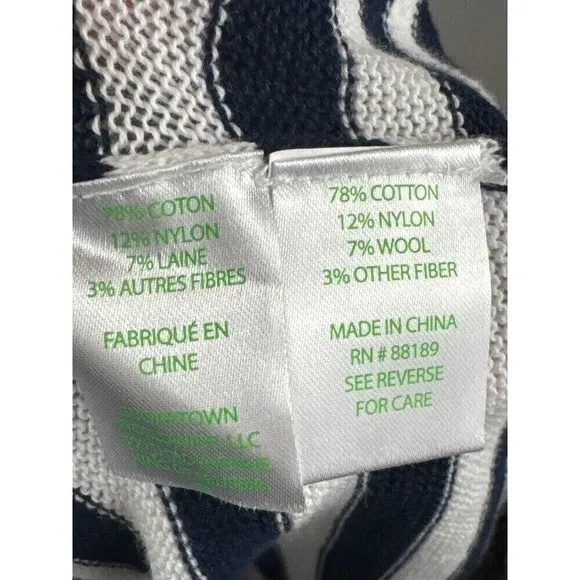 78% COTON
12% NYLON
7% LAINE
3% AUTRES FIBRES
FABRIQUÉ EN
CHINE
LLC
78% COTTON
12% NYLON
7% WOOL
3% OTHER FIBER
MADE IN CHINA
RN # 88189
SEE REVERSE
FOR CARE